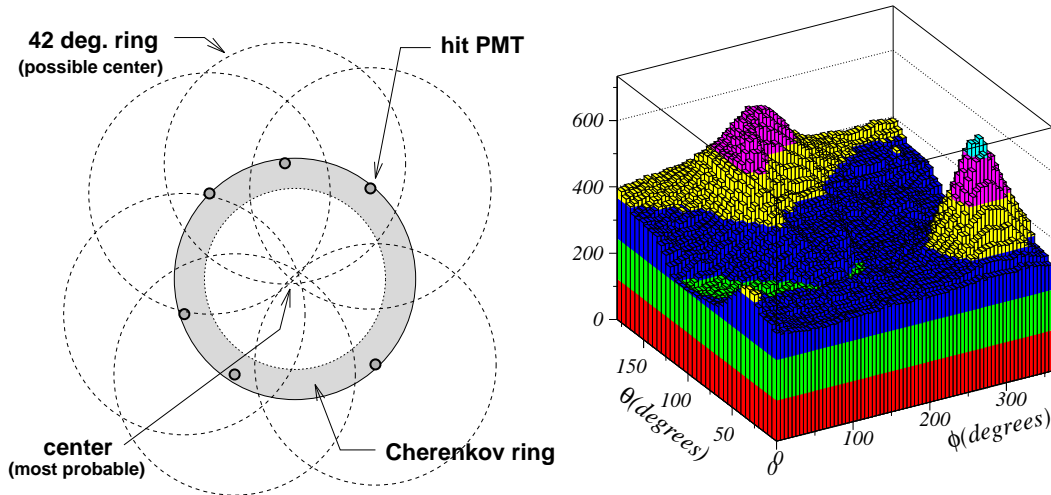 42 deg. ring
(possible center)
hit PMT
center
(most probable)
Cherenkov ring
600
400
200
0
150
100
50
0
θ(degrees)
0
100
200
300
ϕ(degrees)